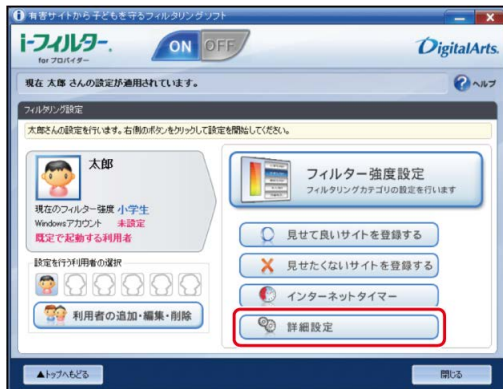 有害サイトから子どもを守るフィルタリングソフト
i-フィルター®
for プロバイダー
ON OFF
DigitalArts.
現在 太郎 さんの設定が適用されています。
ヘルプ
フィルタリング設定
太郎さんの設定を行います。右側のボタンをクリックして設定を開始してください。
太郎
現在のフィルター強度 小学生
Windowsアカウント 未設定
既定で起動する利用者
設定を行う利用者の選択
利用者の追加・編集・削除
フィルター強度設定
フィルタリングカテゴリの設定を行います
見せて良いサイトを登録する
見せたくないサイトを登録する
インターネットタイマー
詳細設定
▲トップへもどる
閉じる